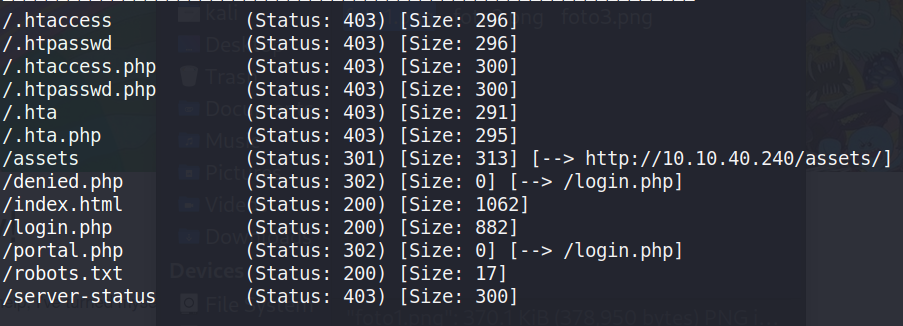 /.htaccess (Status: 403) [Size: 296]
/.htpasswd (Status: 403) [Size: 296]
/.htaccess.php (Status: 403) [Size: 300]
/.htpasswd.php (Status: 403) [Size: 300]
/.hta (Status: 403) [Size: 291]
/.hta.php (Status: 403) [Size: 295]
/assets (Status: 301) [Size: 313] [--> http://10.10.40.240/assets/]
/denied.php (Status: 302) [Size: 0] [--> /login.php]
/index.html (Status: 200) [Size: 1062]
/login.php (Status: 200) [Size: 882]
/portal.php (Status: 302) [Size: 0] [--> /login.php]
/robots.txt (Status: 200) [Size: 17]
/server-status (Status: 403) [Size: 300]